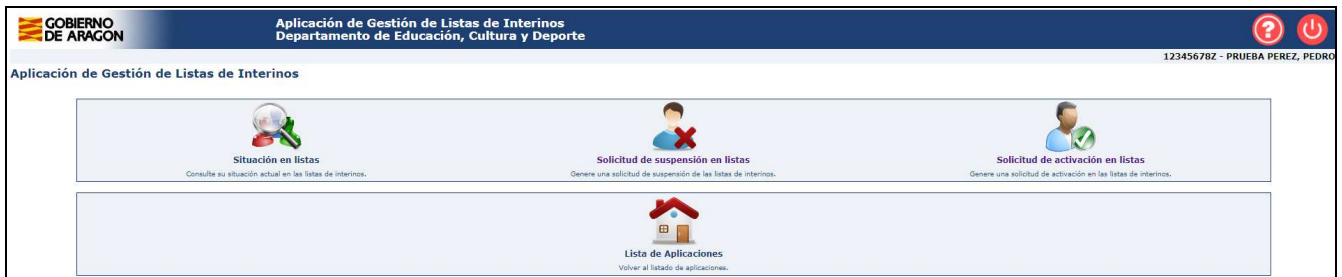 GOBIERNO
DE ARAGON
Aplicación de Gestión de Listas de Interinos
Departamento de Educación, Cultura y Deporte
?
12345678Z - PRUEBA PEREZ, PEDRO
Aplicación de Gestión de Listas de Interinos
Situación en listas
Consulte su situación actual en las listas de interinos.
Solicitud de suspensión en listas
Genere una solicitud de suspensión de las listas de interinos.
Solicitud de activación en listas
Genere una solicitud de activación en las listas de interinos.
Lista de Aplicaciones
Volver al listado de aplicaciones.